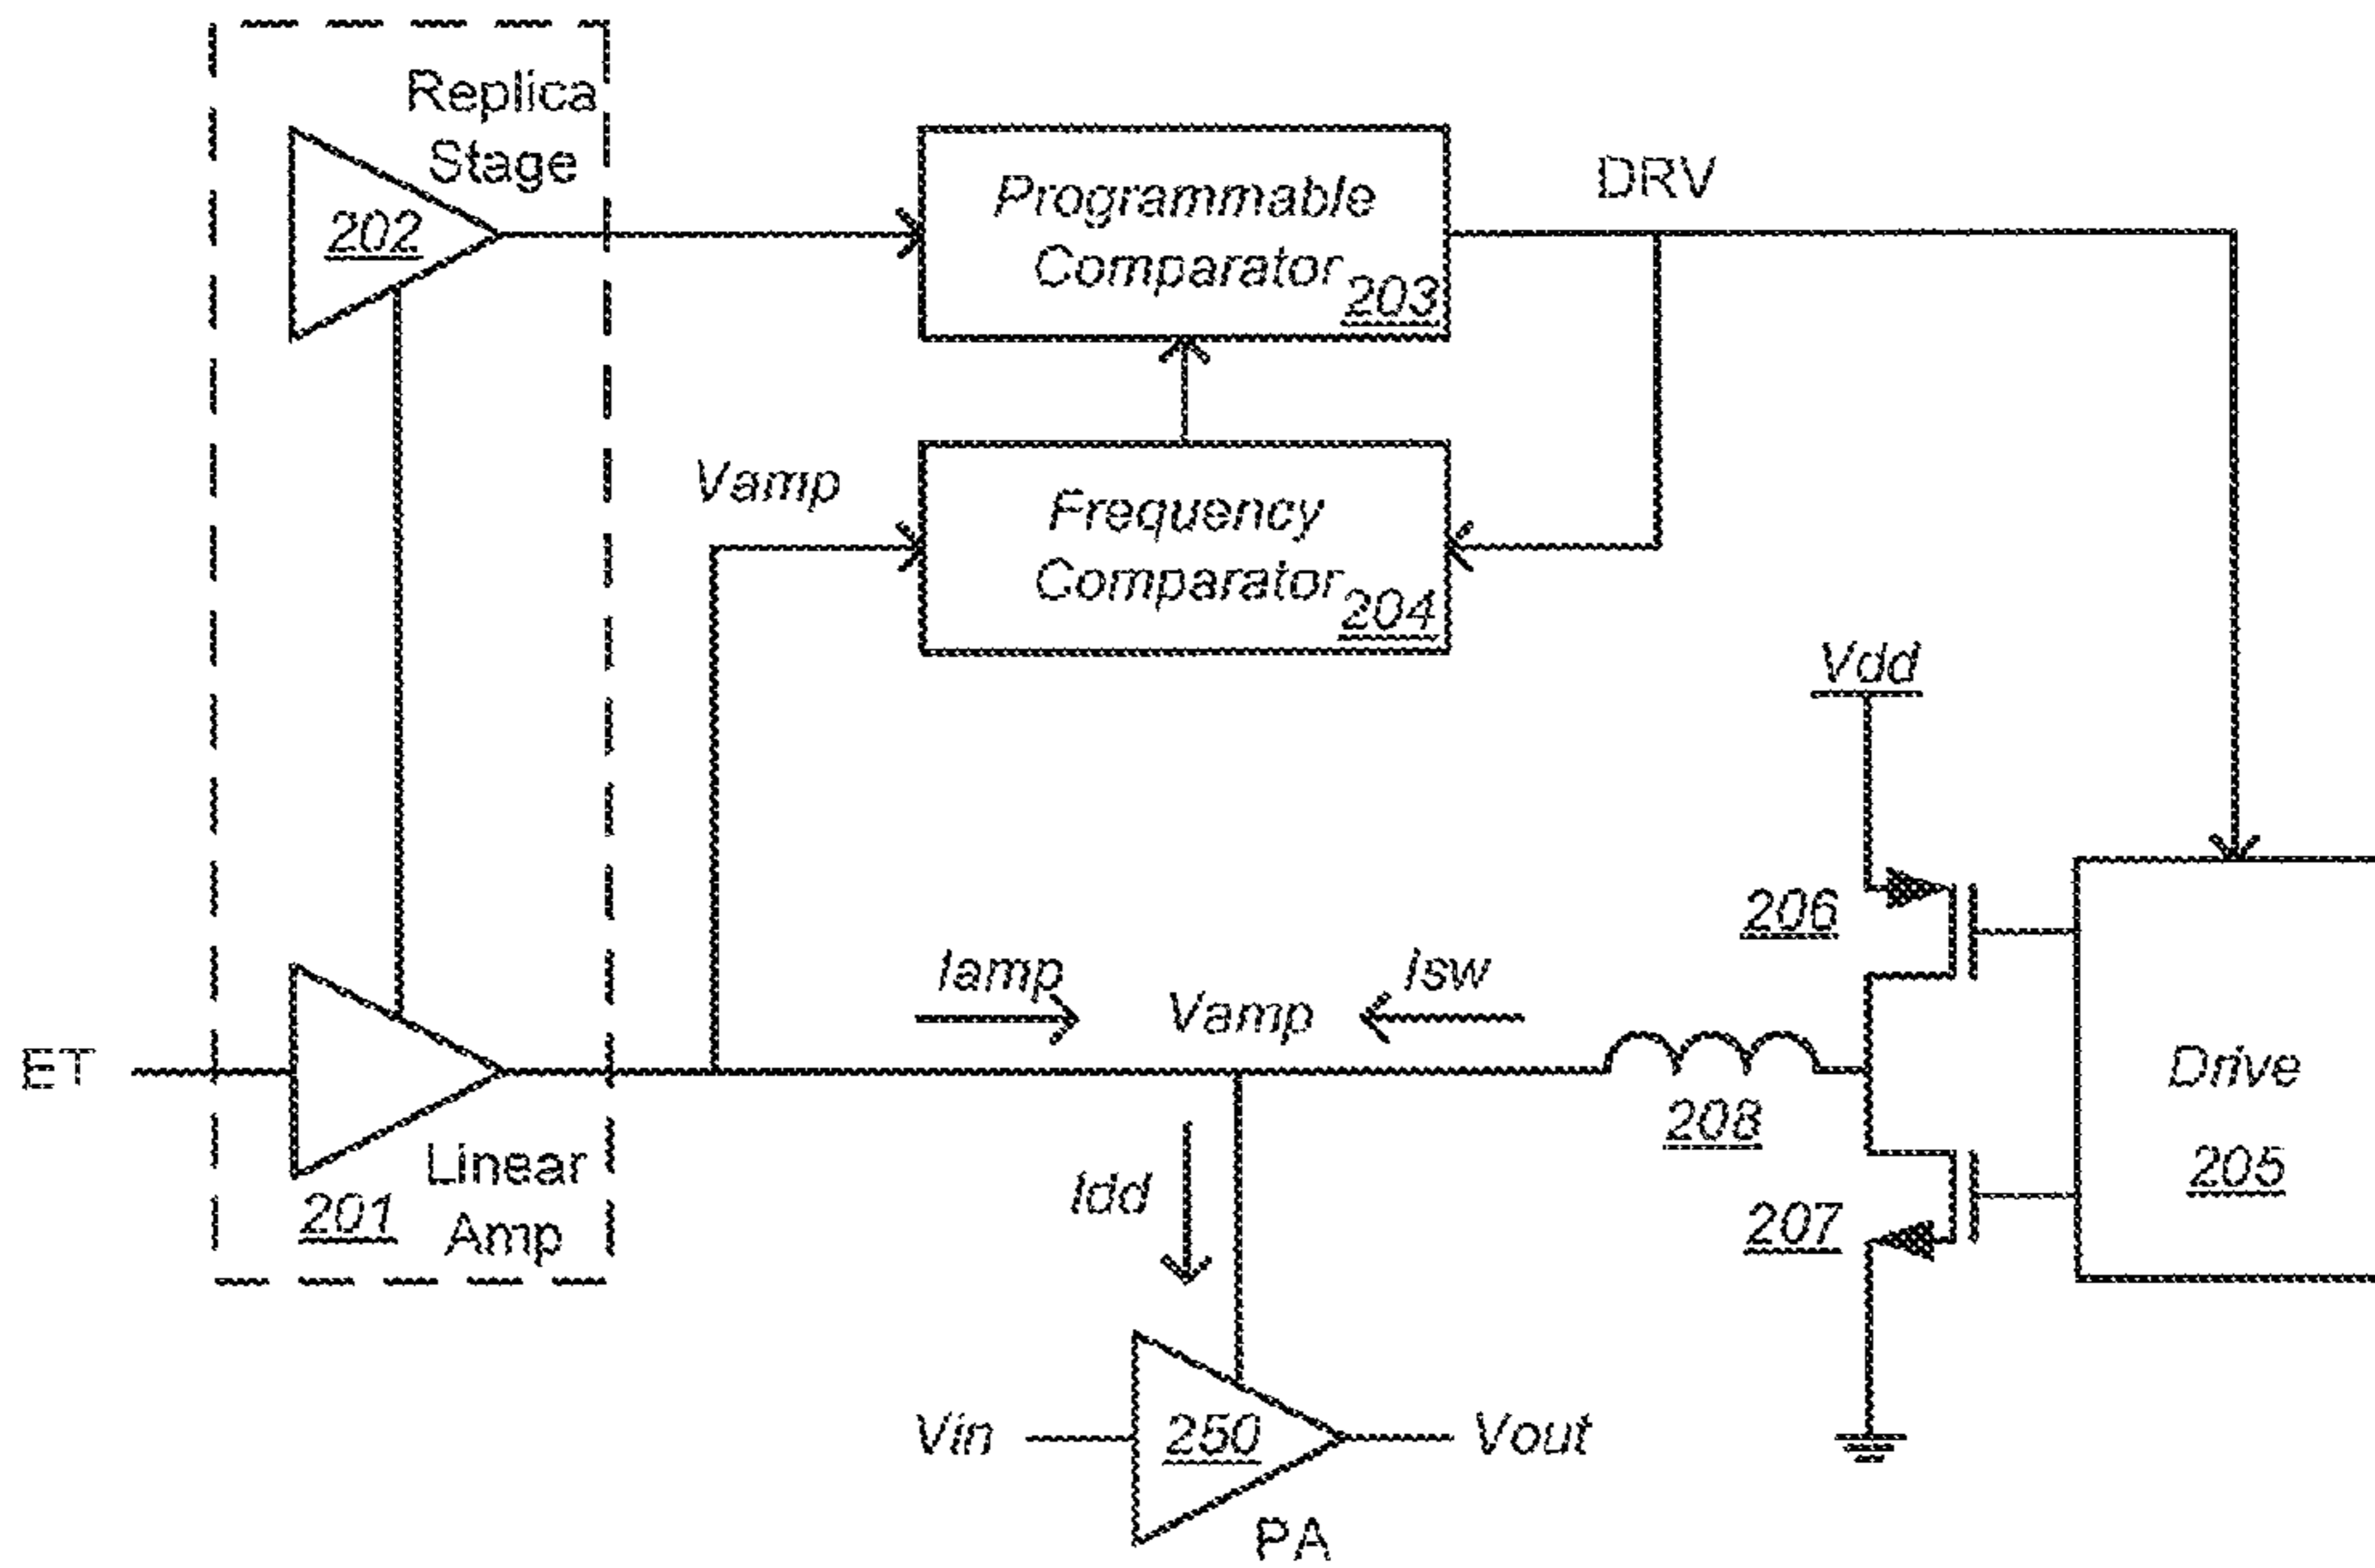 Replica
Stage
202
Programmable
Comparator
203
DRV
Vamp
Frequency
Comparator
204
Vdd
206
Iamp
Vamp
Isw
ET
208
Drive
205
201
Linear
Amp
Idd
207
Vin
250
Vout
PA